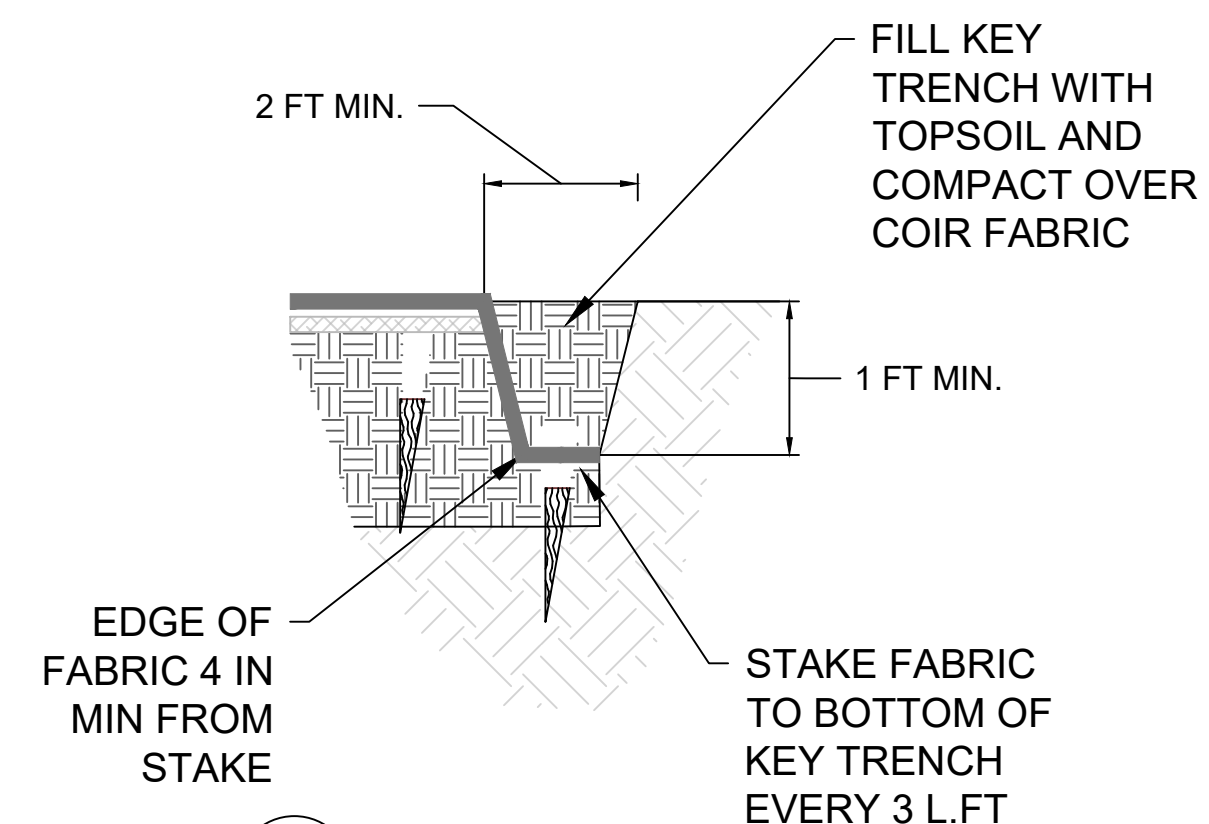 FILL KEY
TRENCH WITH
TOPSOIL AND
COMPACT OVER
COIR FABRIC
2 FT MIN.
1 FT MIN.
EDGE OF
FABRIC 4 IN
MIN FROM
STAKE
STAKE FABRIC
TO BOTTOM OF
KEY TRENCH
EVERY 3 L.FT